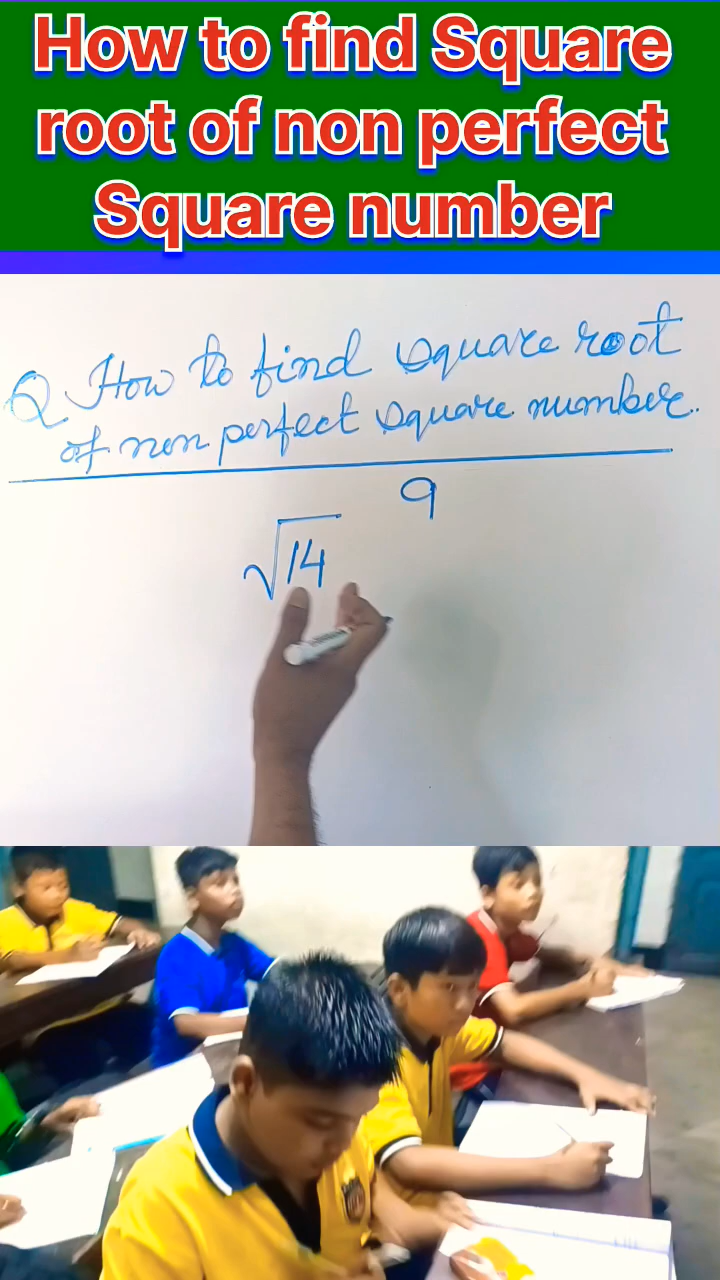 How to find Square
root of non perfect
Square number
Q How to find square root
of non perfect square number.
9
√14